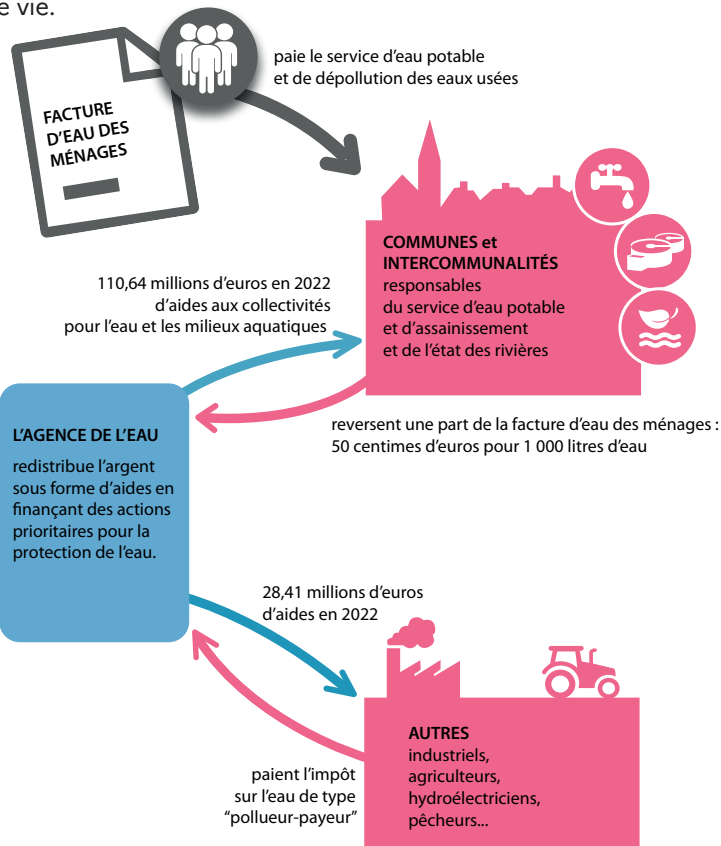 e vie.
FACTURE
D'EAU DES
MÉNAGES
paie le service d'eau potable
et de dépollution des eaux usées
COMMUNES et
INTERCOMMUNALITÉS
responsables
du service d'eau potable
et d'assainissement
et de l'état des rivières
110,64 millions d'euros en 2022
d'aides aux collectivités
pour l'eau et les milieux aquatiques
reversent une part de la facture d'eau des ménages :
50 centimes d'euros pour 1 000 litres d'eau
L'AGENCE DE L'EAU
redistribue l'argent
sous forme d'aides en
finançant des actions
prioritaires pour la
protection de l'eau.
28,41 millions d'euros
d'aides en 2022
AUTRES
industriels,
agriculteurs,
hydroélectriciens,
pêcheurs...
paient l'impôt
sur l'eau de type
"pollueur-payeur"